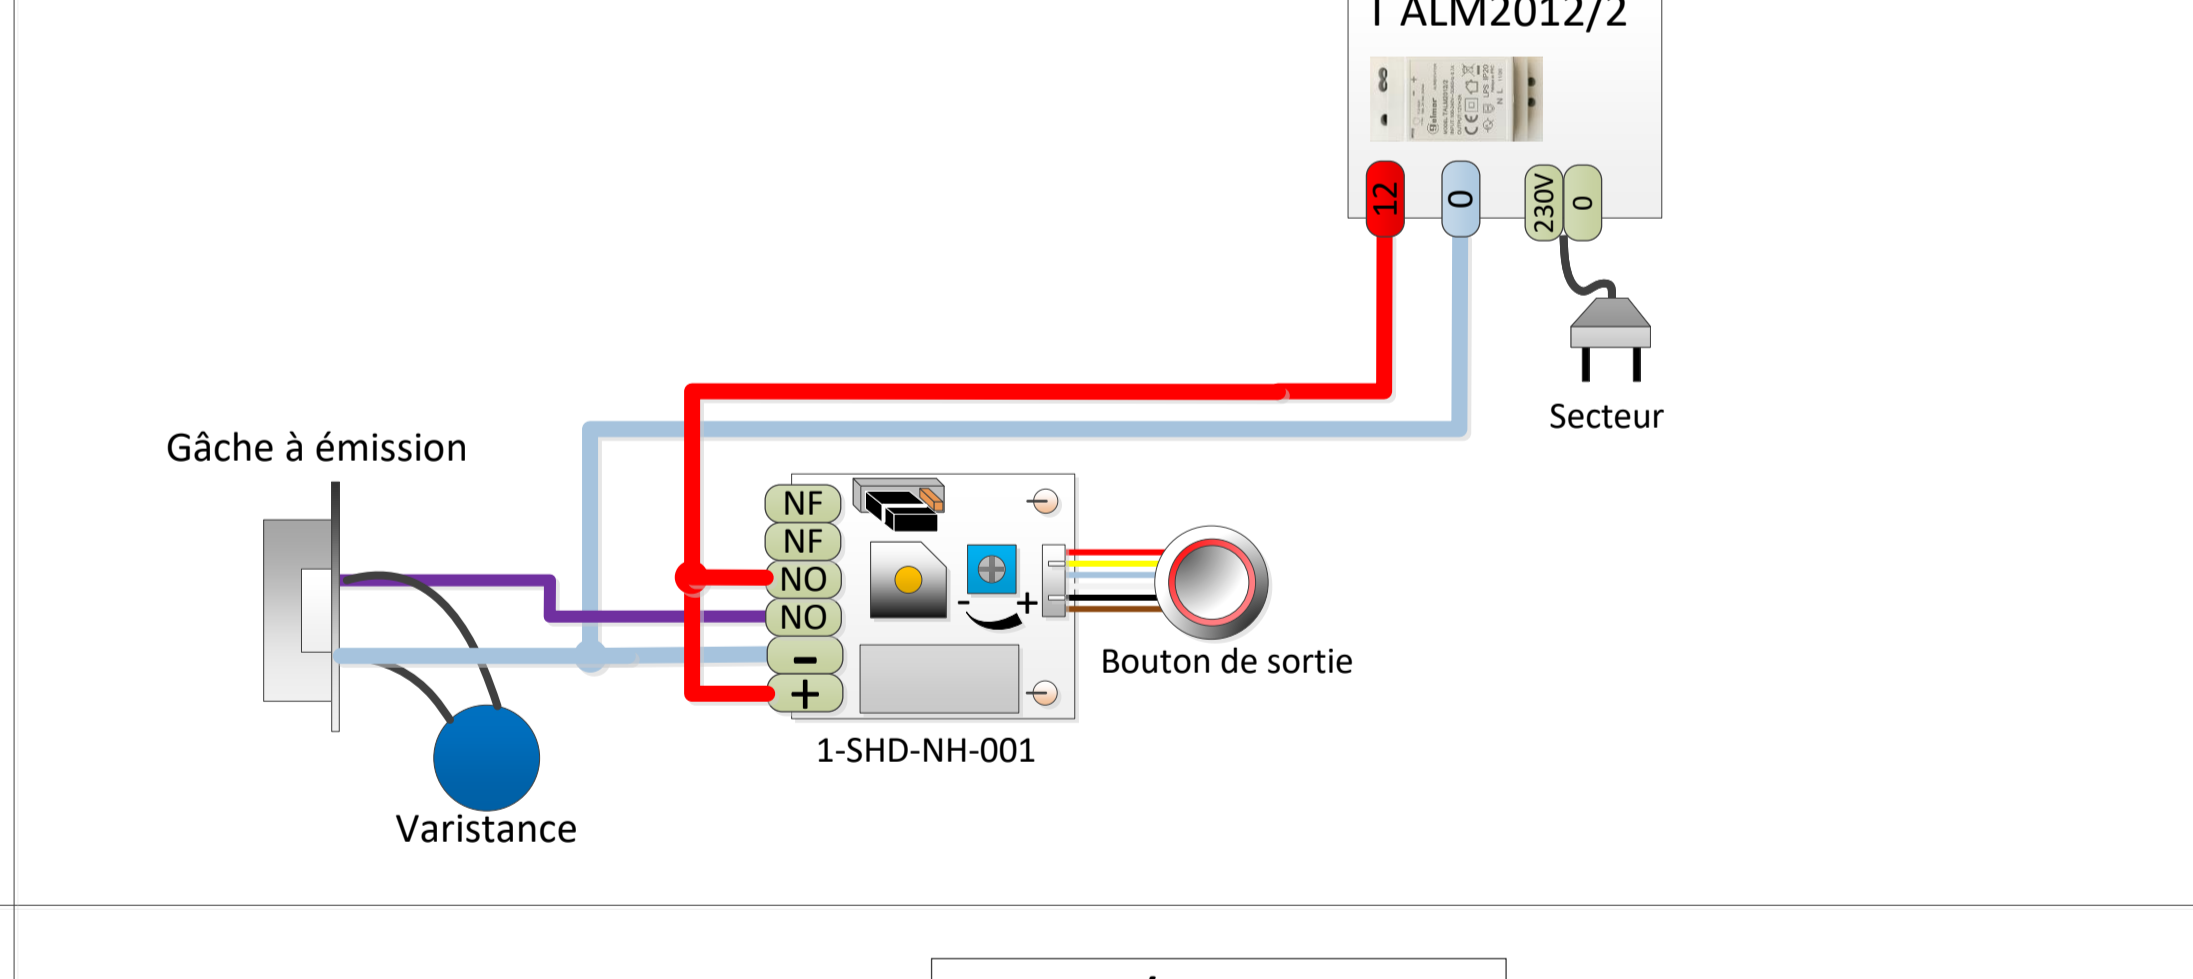 T ALM2012/2
12
0
230V
0
Secteur
Gâche à émission
NF
NF
NO
NO
-
+
- +
Bouton de sortie
1-SHD-NH-001
Varistance